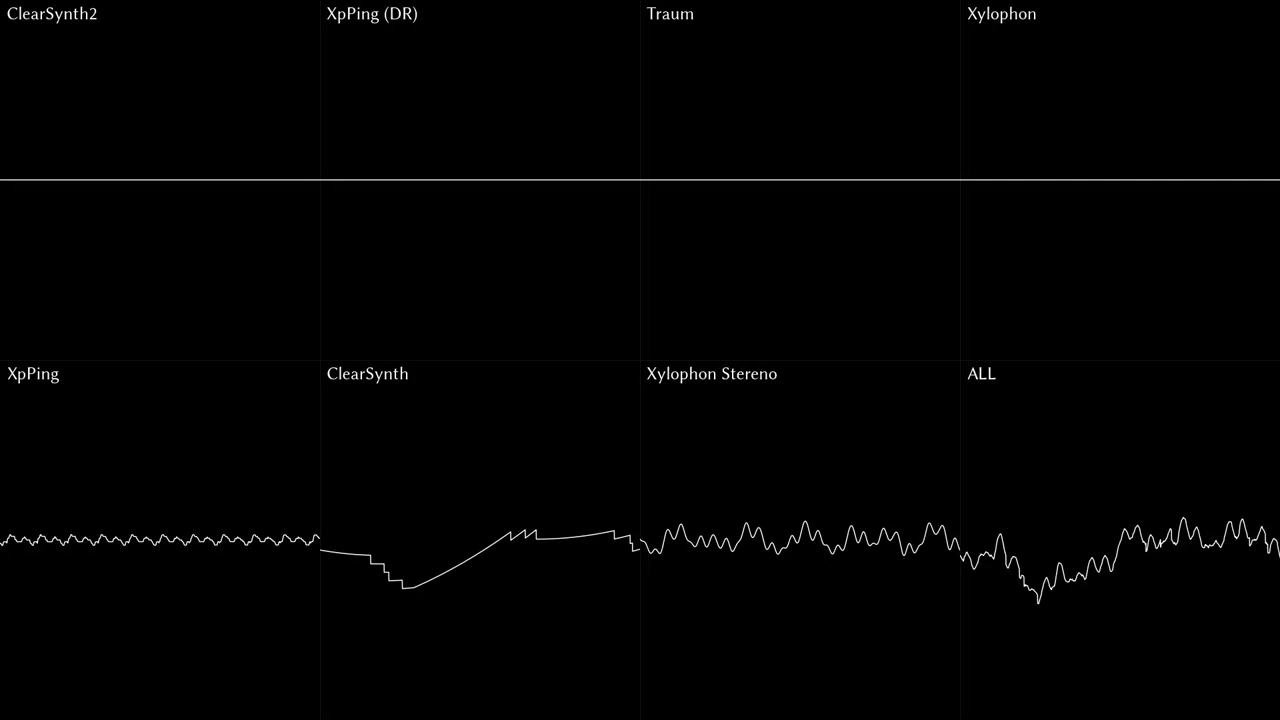 ClearSynth2
XpPing (DR)
Traum
Xylophon
XpPing
ClearSynth
Xylophon Stereno
ALL